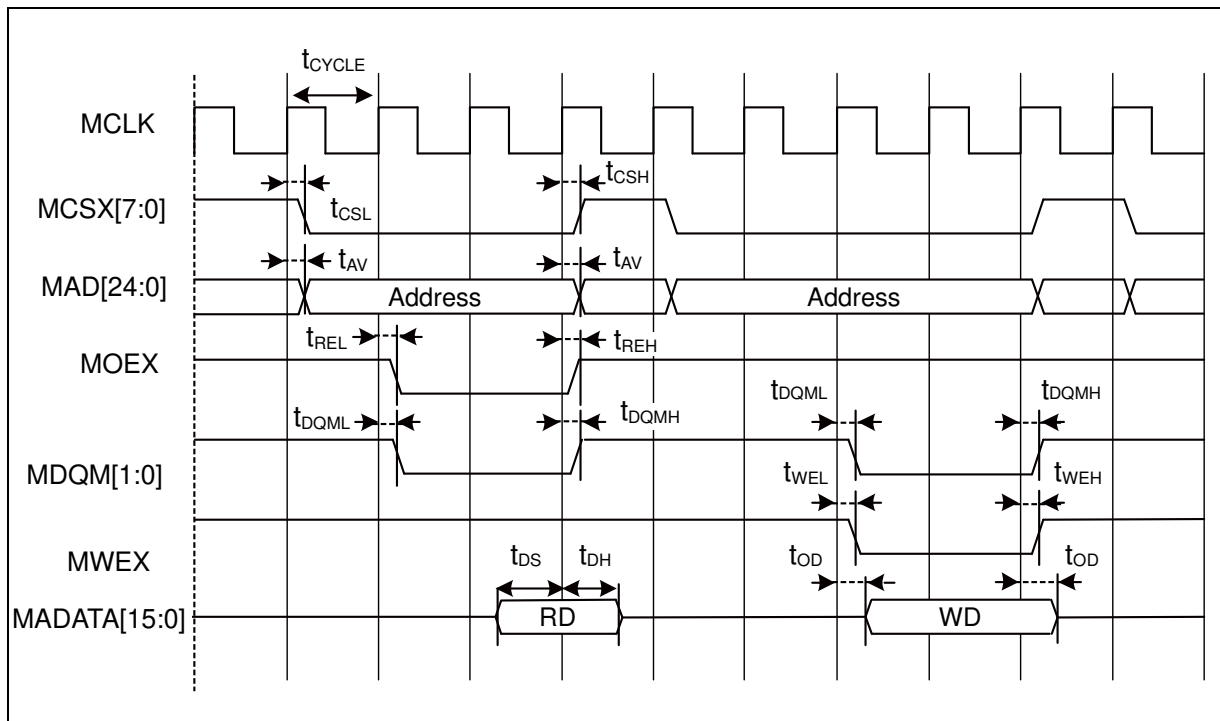 tCYCLE
MCLK
tCSH
MCSX[7:0]
tCSL
tAV
tAV
MAD[24:0]
Address
Address
tREL
tREH
MOEX
tDQML
tDQMH
tDQML
tDQMH
MDQM[1:0]
tWEL
tWEH
MWEX
tDS
tDH
tOD
tOD
MADATA[15:0]
RD
WD